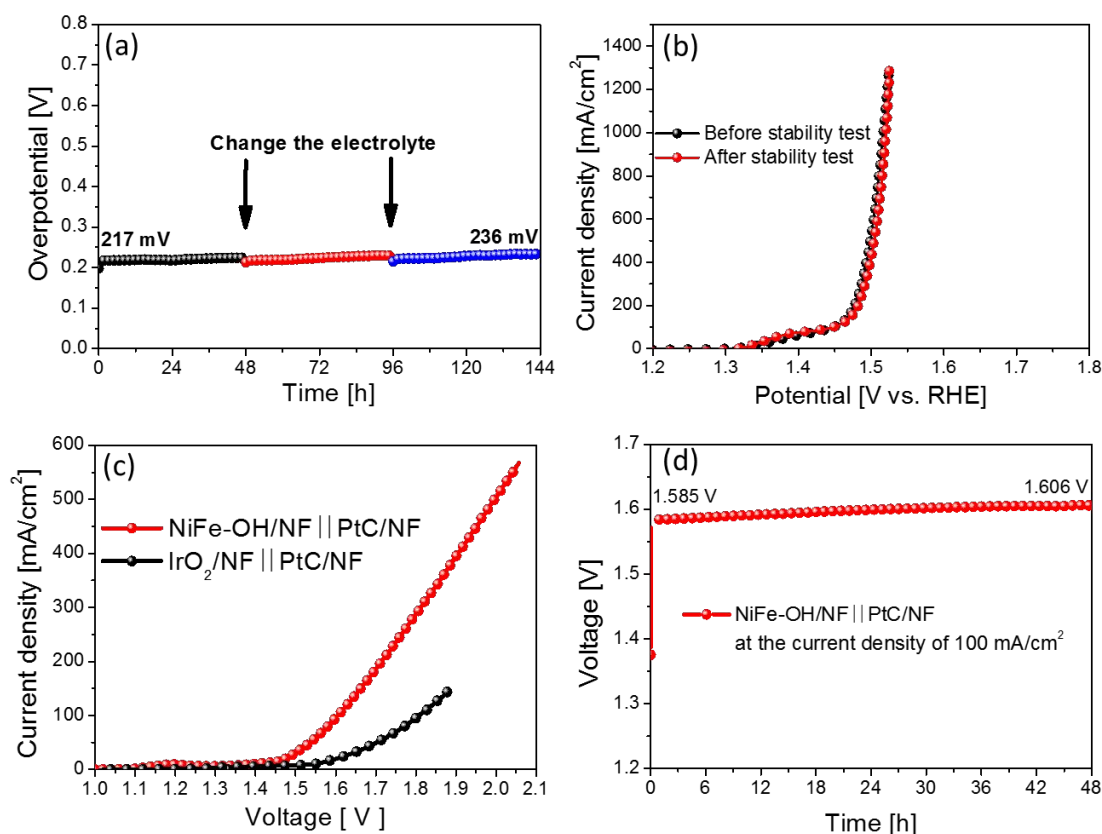 (a)
Overpotential [V]
0.8
0.7
0.6
0.5
0.4
0.3
0.2
0.1
0.0
Change the electrolyte
217 mV
236 mV
0 24 48 72 96 120 144
Time [h]
(b)
Current density [mA/cm²]
1400
1200
1000
800
600
400
200
0
Before stability test
After stability test
1.2 1.3 1.4 1.5 1.6 1.7 1.8
Potential [V vs. RHE]
(c)
Current density [mA/cm²]
600
500
400
300
200
100
0
NiFe-OH/NF||PtC/NF
IrO₂/NF||PtC/NF
1.0 1.1 1.2 1.3 1.4 1.5 1.6 1.7 1.8 1.9 2.0 2.1
Voltage [ V ]
(d)
Voltage [V]
1.7
1.6
1.5
1.4
1.3
1.2
1.585 V
1.606 V
NiFe-OH/NF||PtC/NF
at the current density of 100 mA/cm²
0 6 12 18 24 30 36 42 48
Time [h]